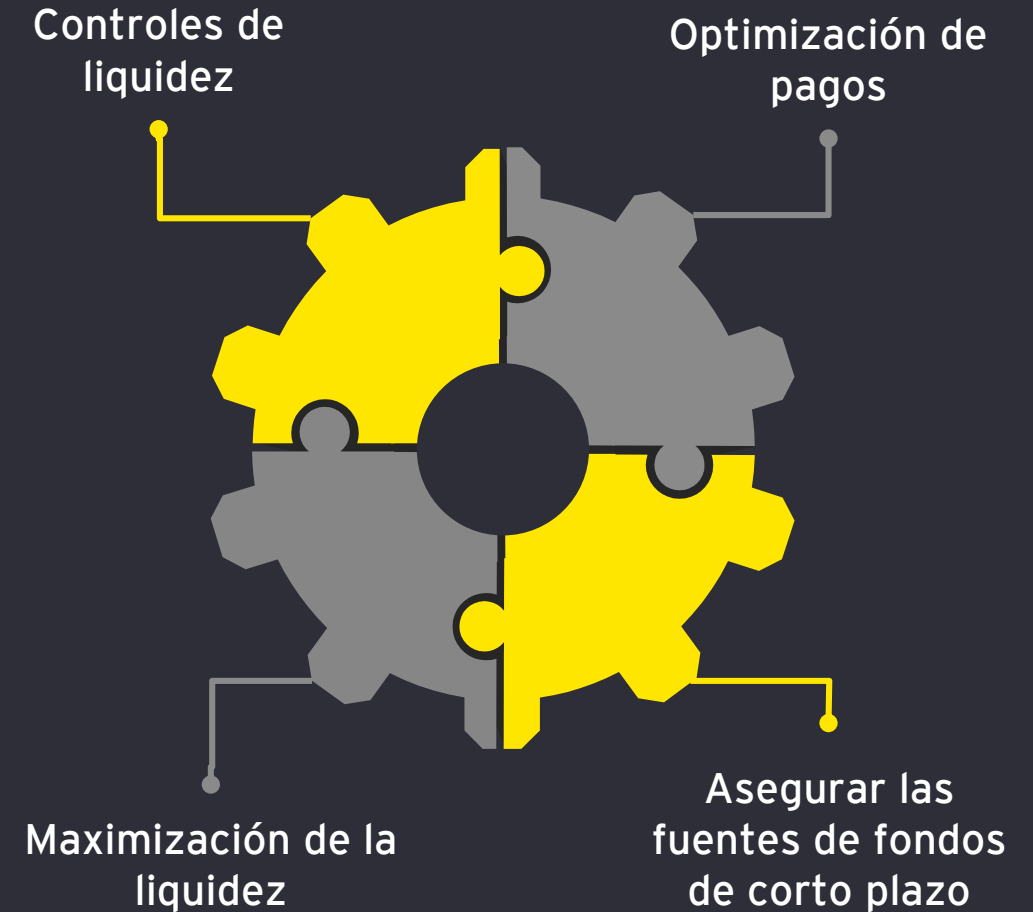 Controles de
liquidez
Optimización de
pagos
Maximización de la
liquidez
Asegurar las
fuentes de fondos
de corto plazo